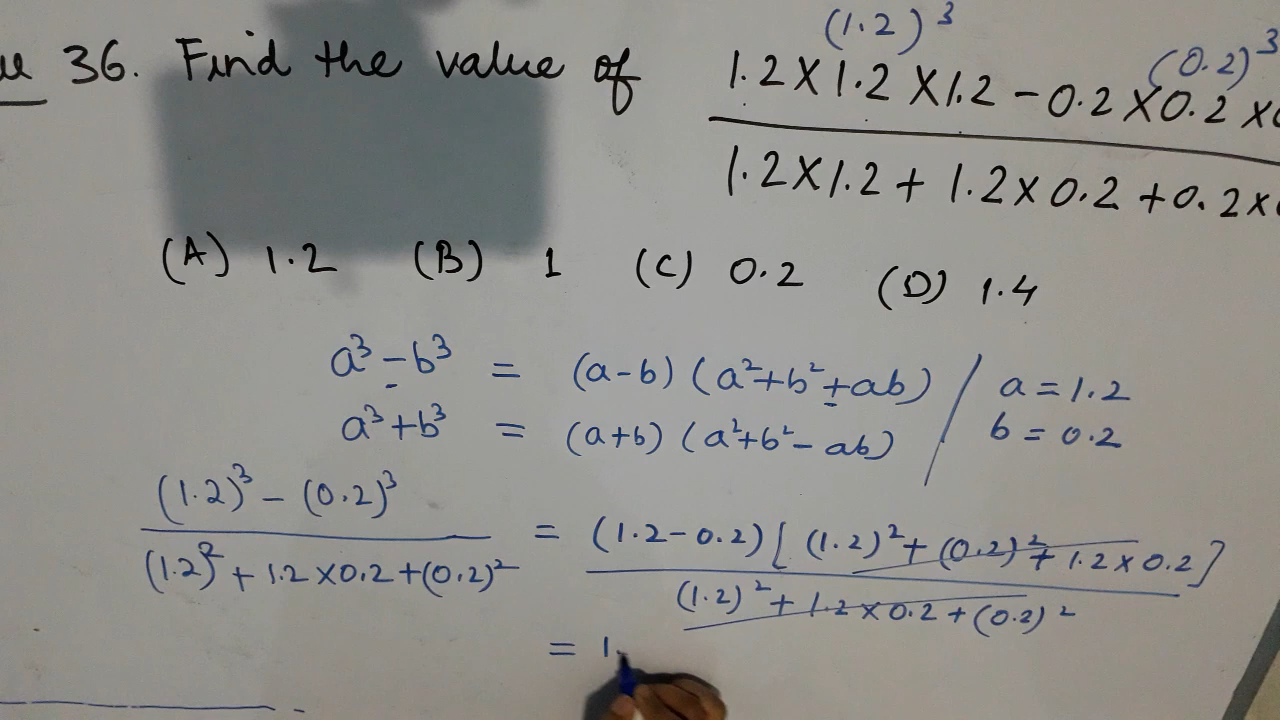 (1.2)³ (0.2)³
36. Find the value of 1.2×1.2×1.2-0.2×0.2×
1.2×1.2+1.2×0.2+0.2×
(A) 1.2 (B) 1 (C) 0.2 (D) 1.4
a³-b³ = (a-b) (a²+b²+ab) / a=1.2
a³+b³ = (a+b) (a²+b²-ab) b=0.2
(1.2)³-(0.2)³ = (1.2-0.2)[(1.2)²+(0.2)²+1.2×0.2]
(1.2)²+1.2×0.2+(0.2)² (1.2)²+1.2×0.2+(0.2)²
= 1.